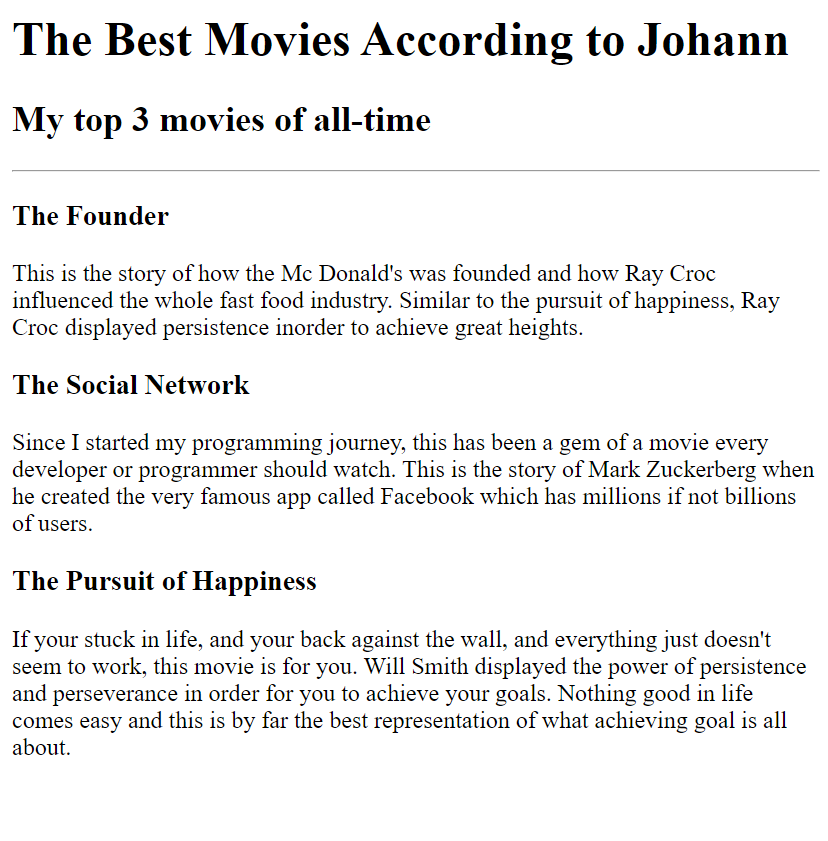 The Best Movies According to Johann
My top 3 movies of all-time
The Founder
This is the story of how the Mc Donald's was founded and how Ray Croc
influenced the whole fast food industry. Similar to the pursuit of happiness, Ray
Croc displayed persistence inorder to achieve great heights.
The Social Network
Since I started my programming journey, this has been a gem of a movie every
developer or programmer should watch. This is the story of Mark Zuckerberg when
he created the very famous app called Facebook which has millions if not billions
of users.
The Pursuit of Happiness
If your stuck in life, and your back against the wall, and everything just doesn't
seem to work, this movie is for you. Will Smith displayed the power of persistence
and perseverance in order for you to achieve your goals. Nothing good in life
comes easy and this is by far the best representation of what achieving goal is all
about.